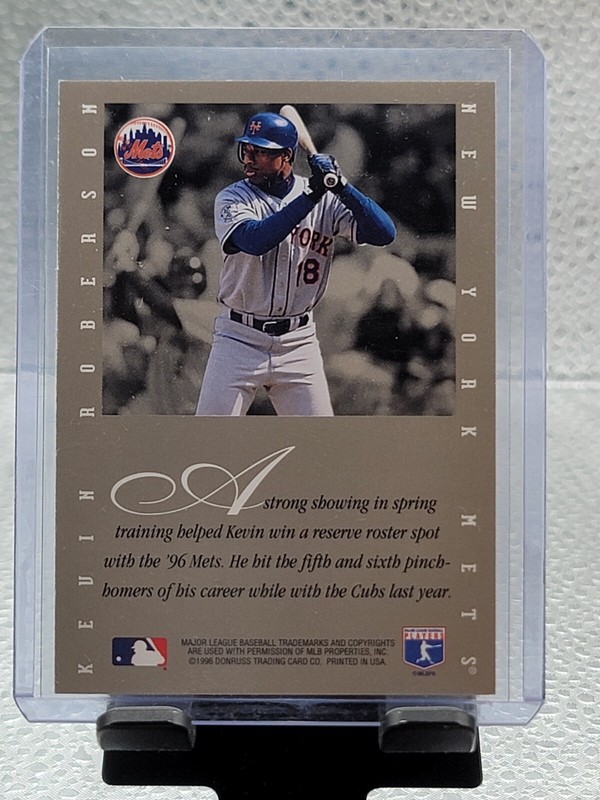 KEVIN ROBERSON
NEW YORK METS®
Mets
NY
YORK
18
A strong showing in spring
training helped Kevin win a reserve roster spot
with the '96 Mets. He hit the fifth and sixth pinch-
homers of his career while with the Cubs last year.
MAJOR LEAGUE BASEBALL TRADEMARKS AND COPYRIGHTS
ARE USED WITH PERMISSION OF MLB PROPERTIES, INC.
©1996 DONRUSS TRADING CARD CO. PRINTED IN USA.
PLAYERS
©MLBPA